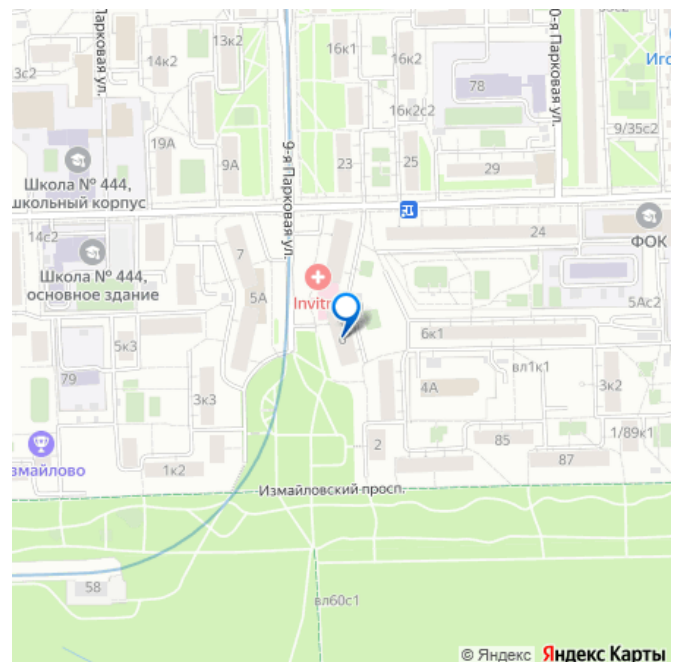 13к2
Парковая ул.
14к2
3с2
16к1
16к2
78
0-я Парковая ул.
Иго
16к2с2
9/35с2
19А
9А
9-я Парковая ул.
23
25
29
Школа № 444,
школьный корпус
14с2
7
24
ФОК
Школа № 444,
основное здание
5А
Invitr
5Ас2
5к3
6к1
79
3к3
4А
вл1к1
3к2
змайлово
1к2
2
85
87
1/89к1
Измайловский просп.
58
вл60с1
© Яндекс Яндекс Карты